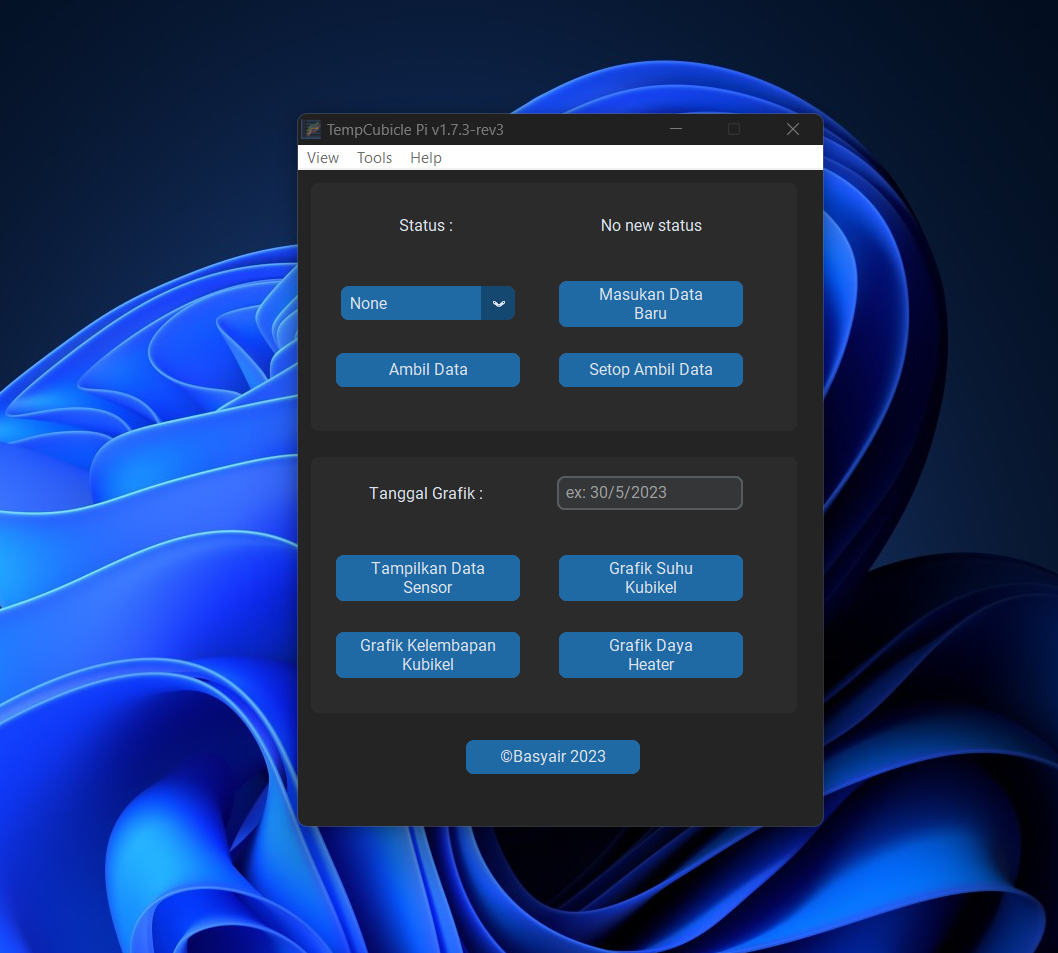 TempCubicle Pi v1.7.3-rev3
View Tools Help
Status :
No new status
None
Masukan Data
Baru
Ambil Data
Setop Ambil Data
Tanggal Grafik :
ex: 30/5/2023
Tampilkan Data
Sensor
Grafik Suhu
Kubikel
Grafik Kelembapan
Kubikel
Grafik Daya
Heater
©Basyair 2023